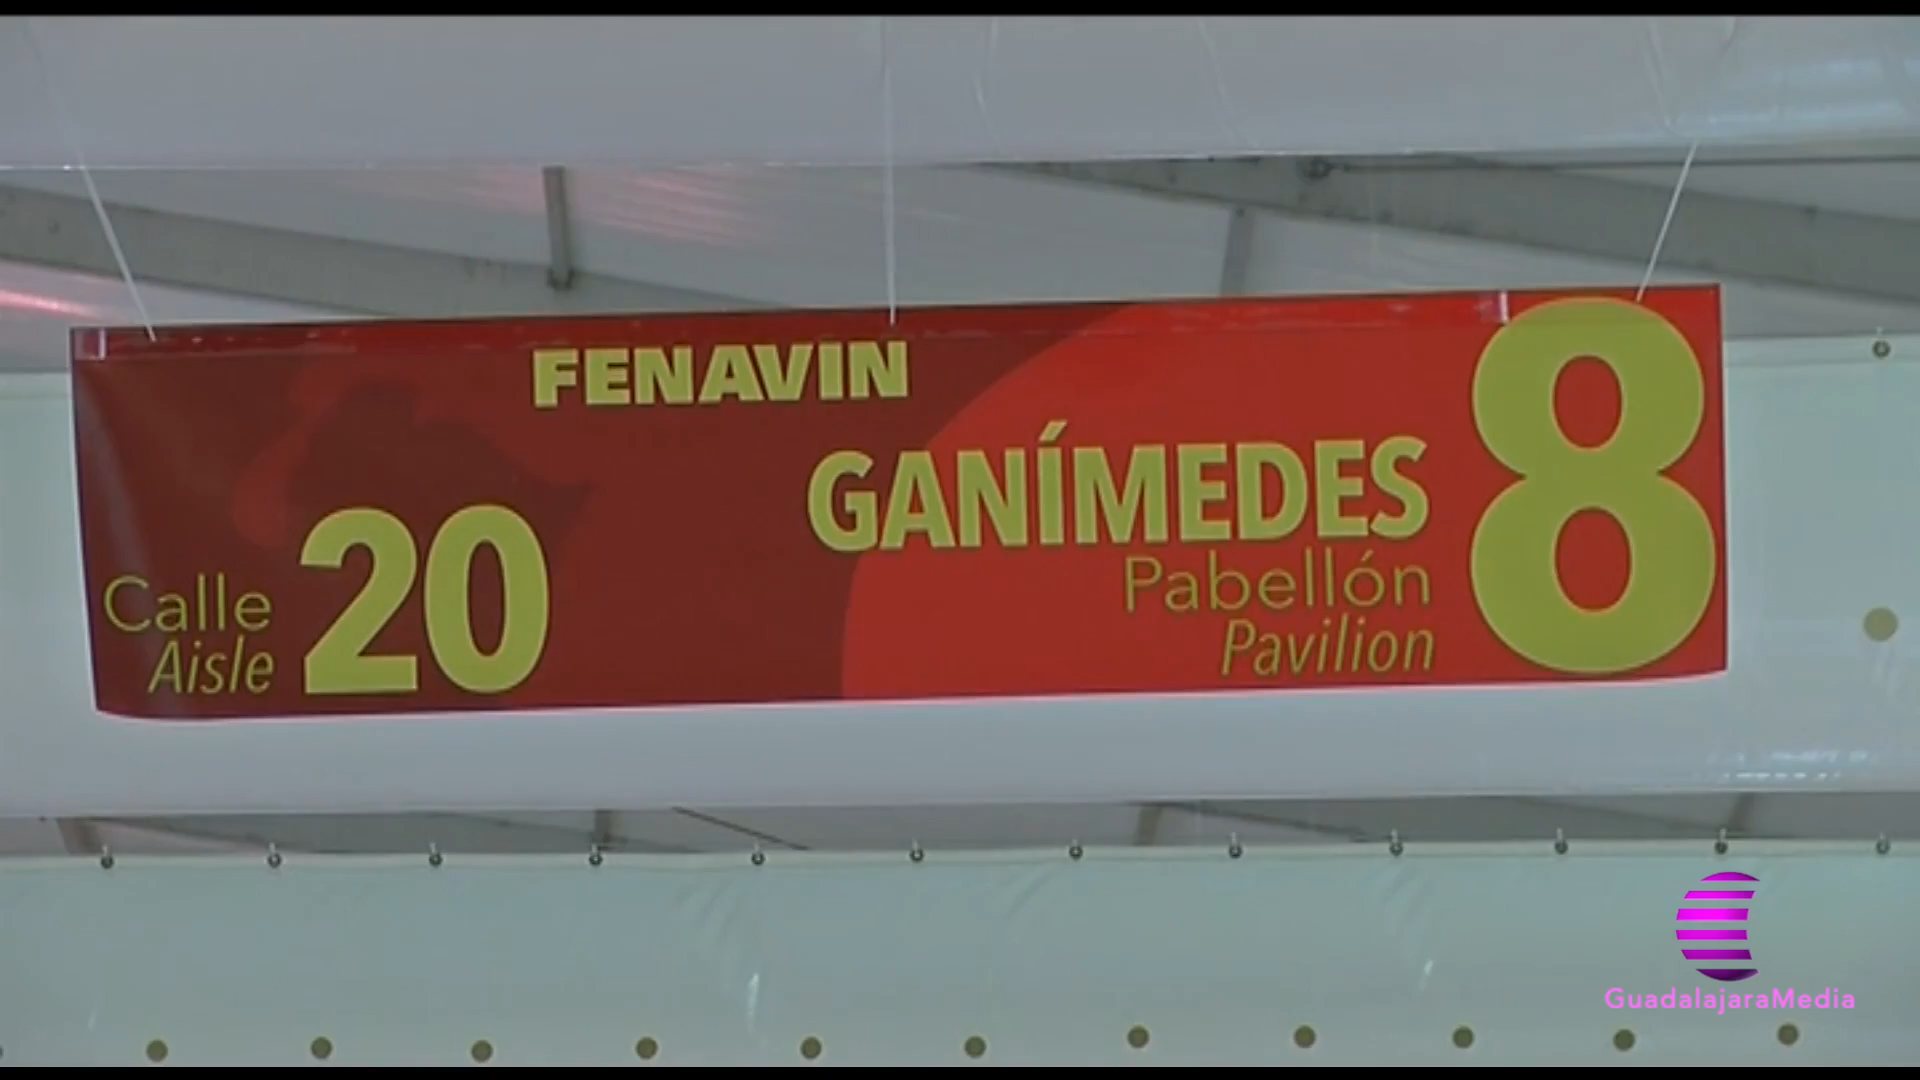 FENAVIN
GANÍMEDES 8
Pabellón
Pavilion
Calle 20
Aisle
GuadalajaraMedia